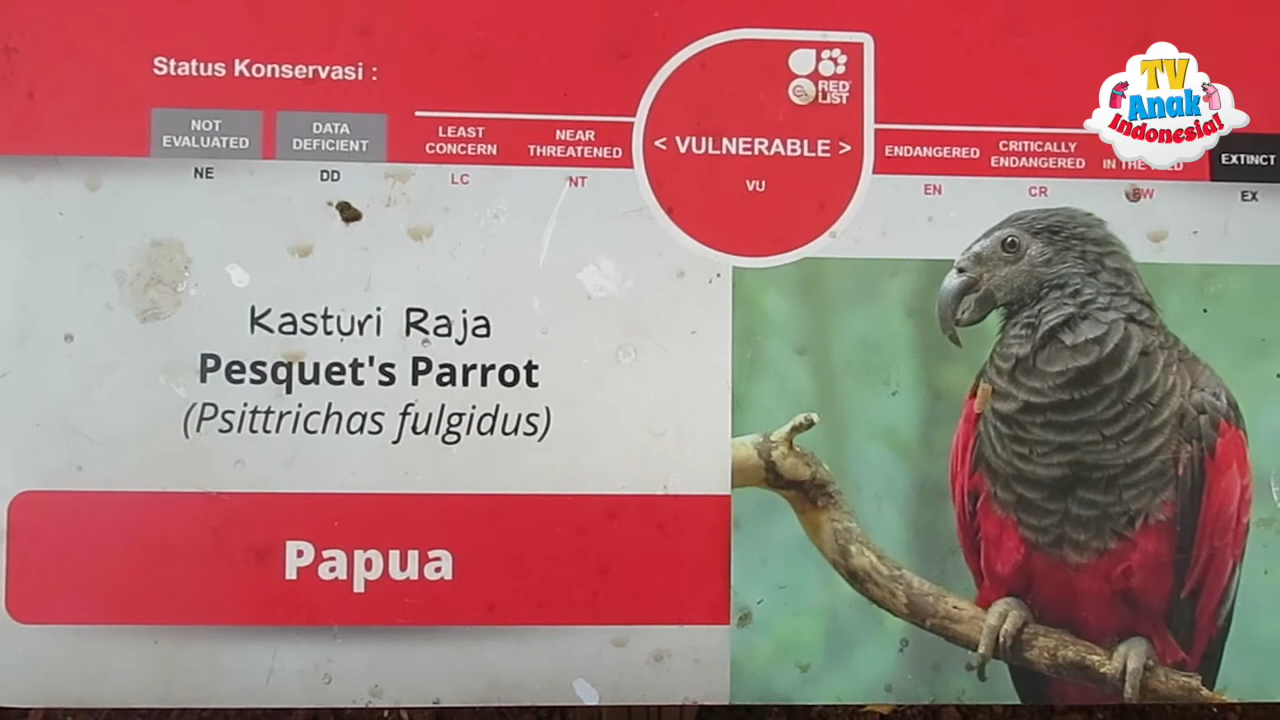 Status Konservasi :
NOT EVALUATED
NE
DATA DEFICIENT
DD
LEAST CONCERN
LC
NEAR THREATENED
NT
RED LIST
< VULNERABLE >
VU
ENDANGERED
EN
CRITICALLY ENDANGERED
CR
IN THE
EW
EXTINCT
EX
TV
Anak
Indonesia!
Kasturi Raja
Pesquet's Parrot
(Psittrichas fulgidus)
Papua